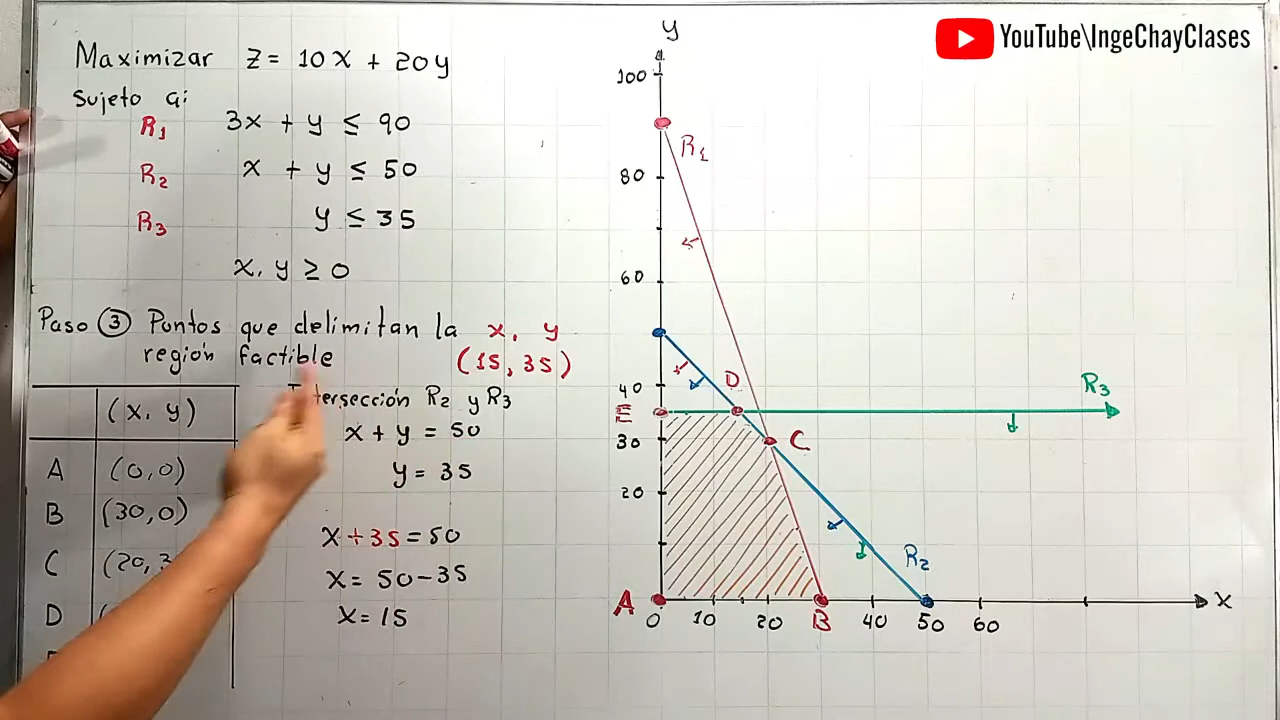 Maximizar z = 10x + 20y
Sujeto a:
R1 3x + y ≤ 90
R2 x + y ≤ 50
R3 y ≤ 35
x, y ≥ 0
Paso 3 Puntos que delimitan la
región factible
x, y
(15, 35)
(x, y)
A (0,0)
B (30,0)
C (20,
D (
Intersección R2 y R3
x + y = 50
y = 35
x + 35 = 50
x = 50 - 35
x = 15
YouTube\IngeChayClases
y
100
R1
80
60
40
D
R3
E
30
C
20
R2
A
B
x
0 10 20 40 50 60